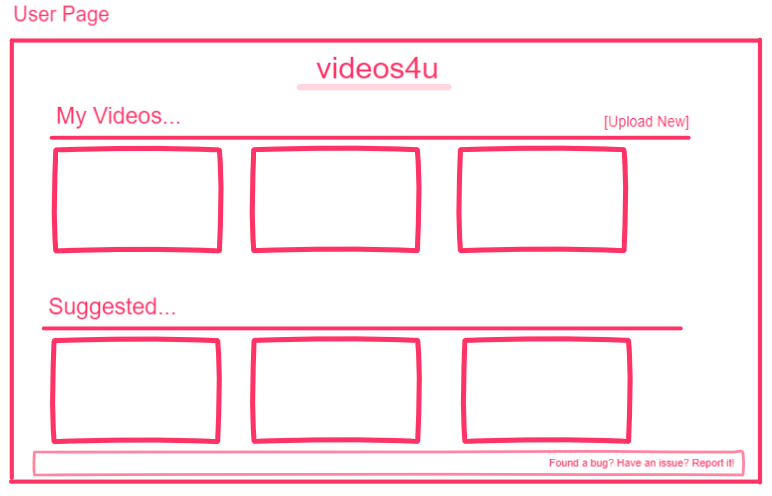 User Page
videos4u
My Videos...
[Upload New]
Suggested...
Found a bug? Have an issue? Report it!